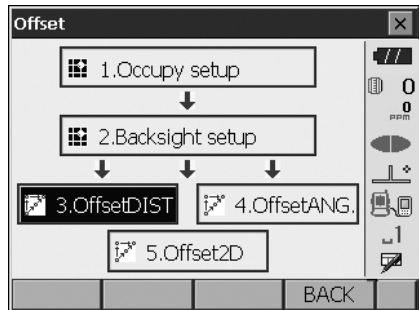 Offset
1.Occupy setup
2.Backsight setup
3.OffsetDIST
4.OffsetANG.
5.Offset2D
0
0
PPM
1
BACK